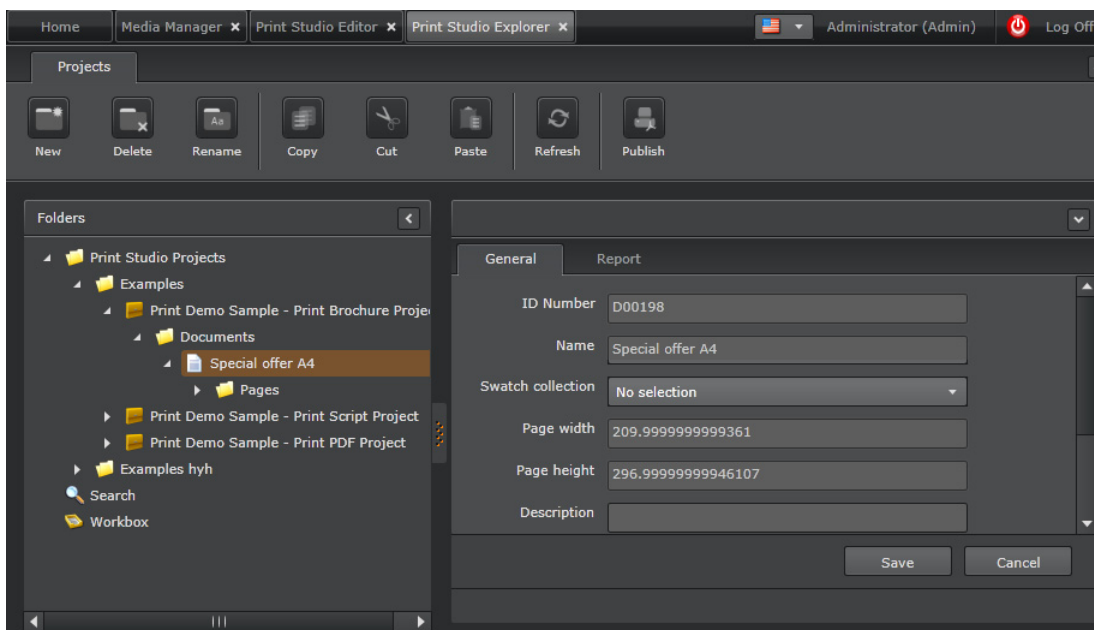 Home Media Manager Print Studio Editor Print Studio Explorer Administrator (Admin) Log Off
Projects
Aa
New Delete Rename Copy Cut Paste Refresh Publish
Folders
Print Studio Projects
Examples
Print Demo Sample - Print Brochure Proje
Documents
Special offer A4
Pages
Print Demo Sample - Print Script Project
Print Demo Sample - Print PDF Project
Examples hyh
Search
Workbox
General Report
ID Number D00198
Name Special offer A4
Swatch collection No selection
Page width 209.9999999999361
Page height 296.99999999946107
Description
Save Cancel